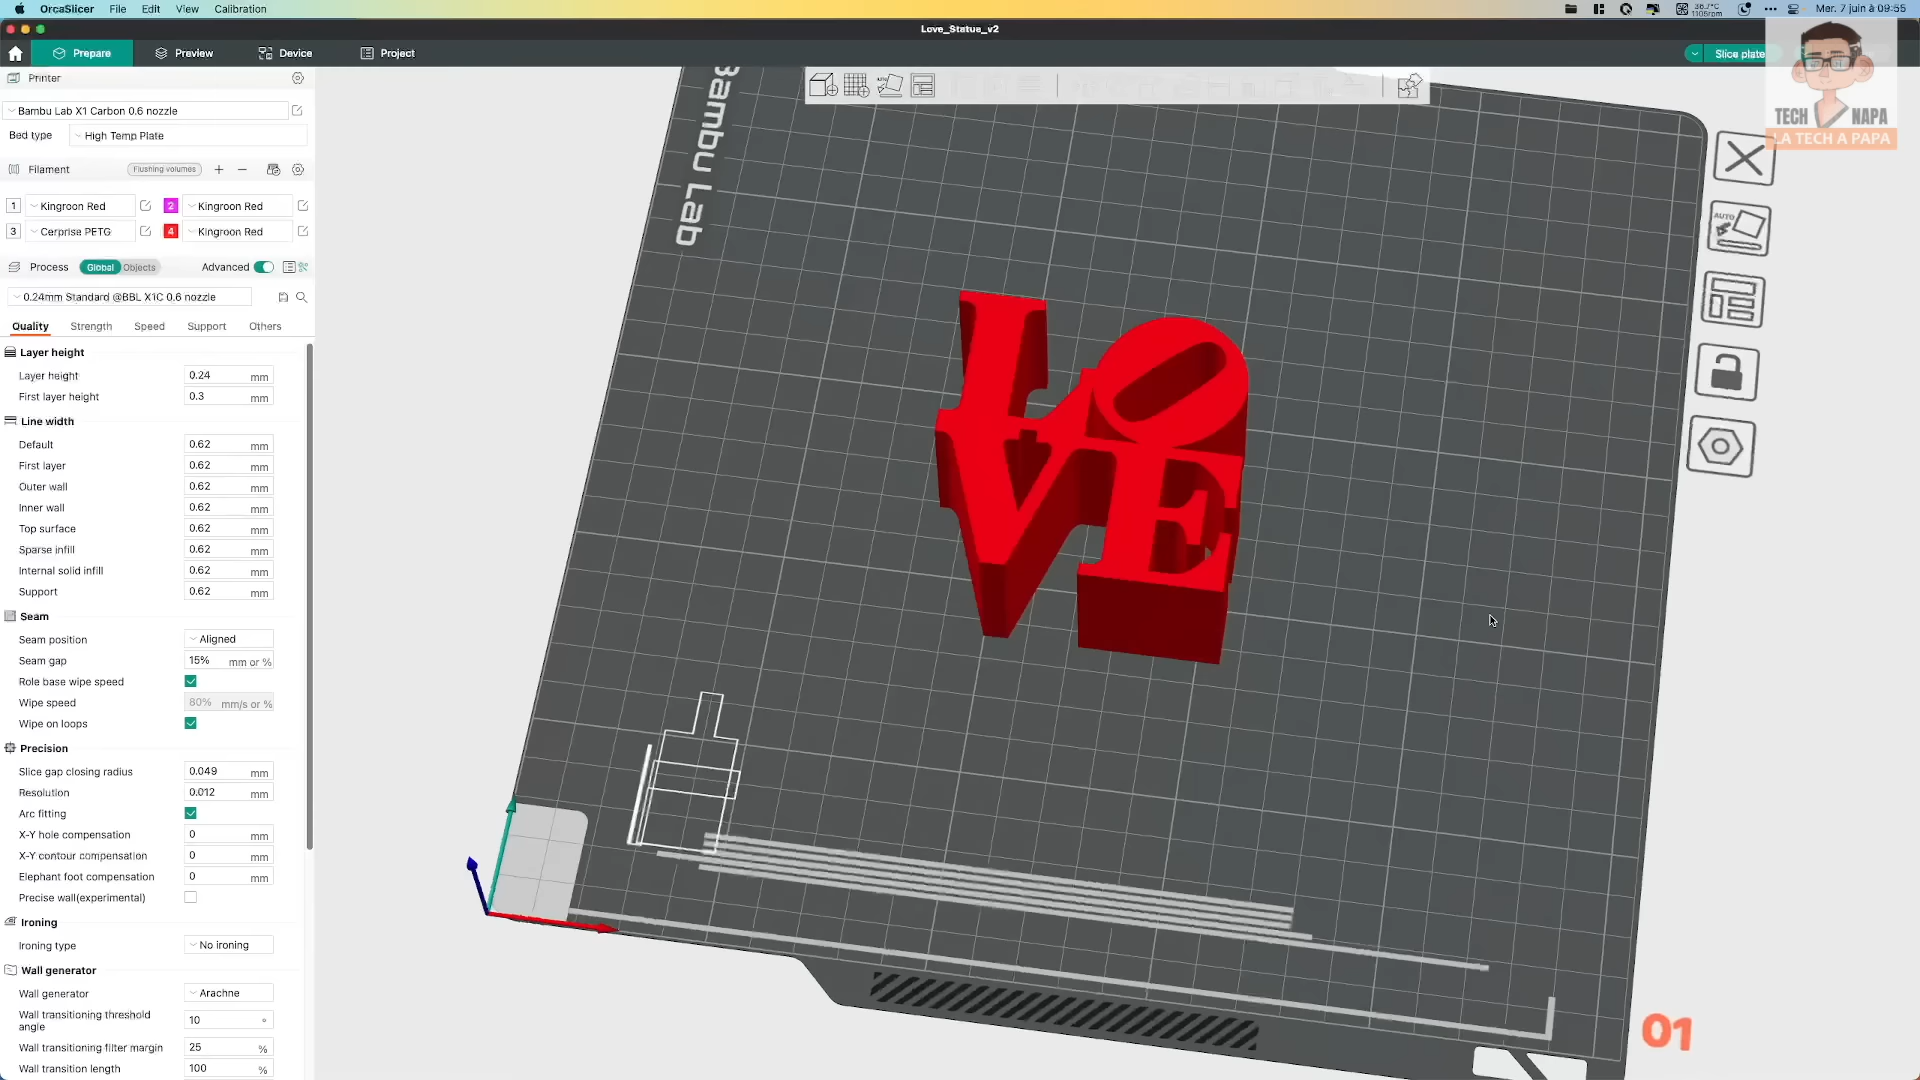 OrcaSlicer File Edit View Calibration
36.7°C
1105rpm
Mer. 7 juin à 09:55
Love_Statue_v2
Prepare Preview Device Project
Slice plate
TECH NAPA
LA TECH A PAPA
Printer
Bambu Lab X1 Carbon 0.6 nozzle
Bed type High Temp Plate
Filament Flushing volumes
1 Kingroon Red 2 Kingroon Red
3 Cerprise PETG 4 Kingroon Red
Process Global Objects Advanced
0.24mm Standard @BBL X1C 0.6 nozzle
Quality Strength Speed Support Others
Layer height
Layer height 0.24 mm
First layer height 0.3 mm
Line width
Default 0.62 mm
First layer 0.62 mm
Outer wall 0.62 mm
Inner wall 0.62 mm
Top surface 0.62 mm
Sparse infill 0.62 mm
Internal solid infill 0.62 mm
Support 0.62 mm
Seam
Seam position Aligned
Seam gap 15% mm or %
Role base wipe speed
Wipe speed 80% mm/s or %
Wipe on loops
Precision
Slice gap closing radius 0.049 mm
Resolution 0.012 mm
Arc fitting
X-Y hole compensation 0 mm
X-Y contour compensation 0 mm
Elephant foot compensation 0 mm
Precise wall(experimental)
Ironing
Ironing type No ironing
Wall generator
Wall generator Arachne
Wall transitioning threshold
angle 10 °
Wall transitioning filter margin 25 %
Wall transition length 100 %
Bambu Lab
AUTO
AUTO
LOVE
01